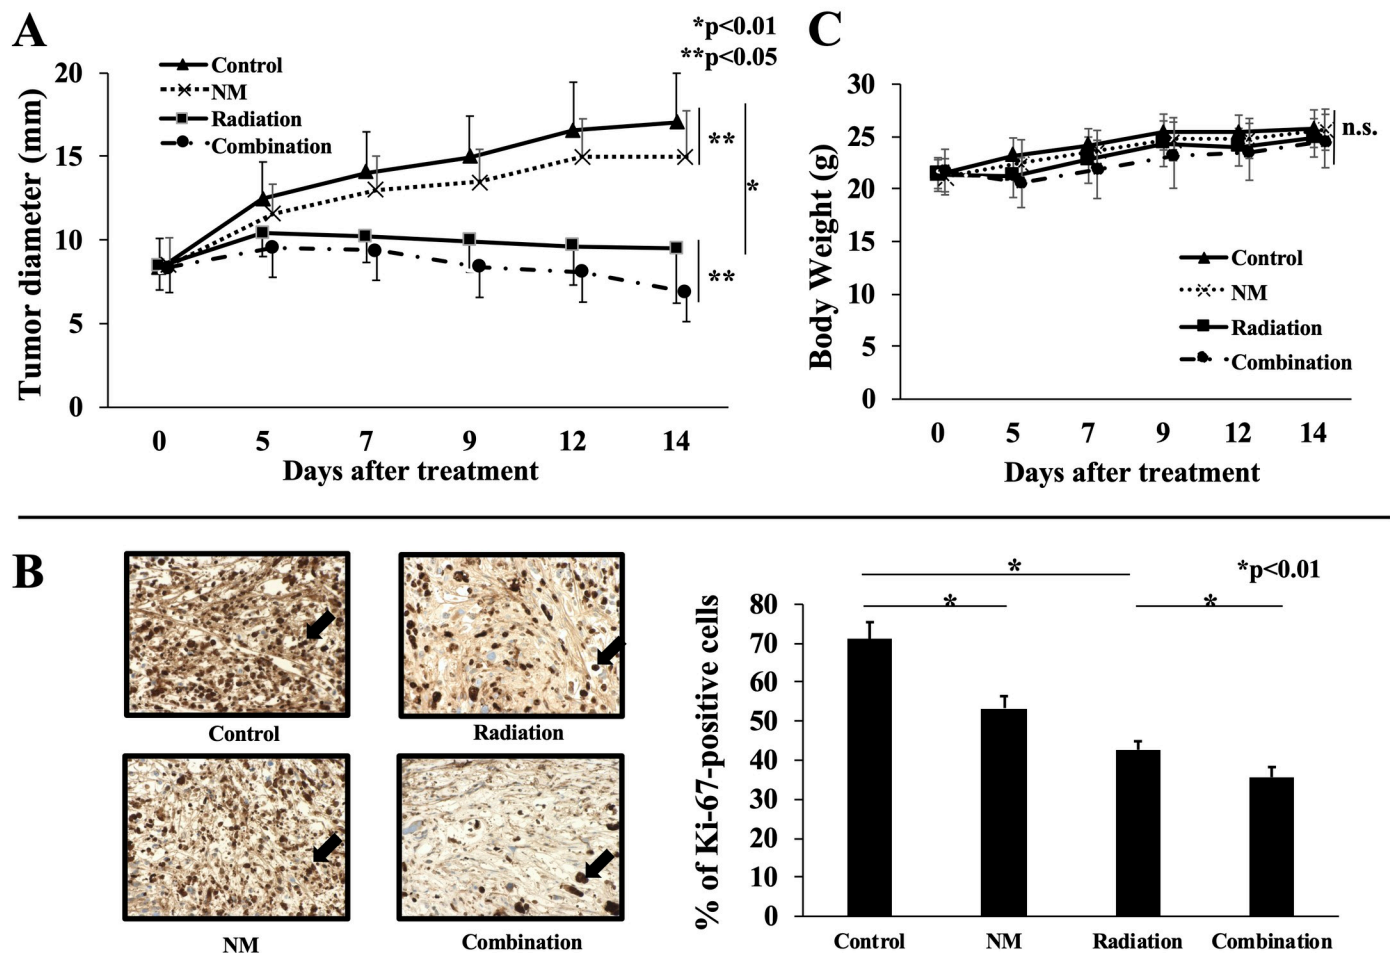 A
*p<0.01
**p<0.05
Control
NM
Radiation
Combination
20
15
10
5
0
Tumor diameter (mm)
**
*
**
0 5 7 9 12 14
Days after treatment
C
30
25
20
15
10
5
0
Body Weight (g)
n.s.
Control
NM
Radiation
Combination
0 5 7 9 12 14
Days after treatment
B
Control
Radiation
NM
Combination
*p<0.01
*
* *
80
70
60
50
40
30
20
10
0
% of Ki-67-positive cells
Control NM Radiation Combination